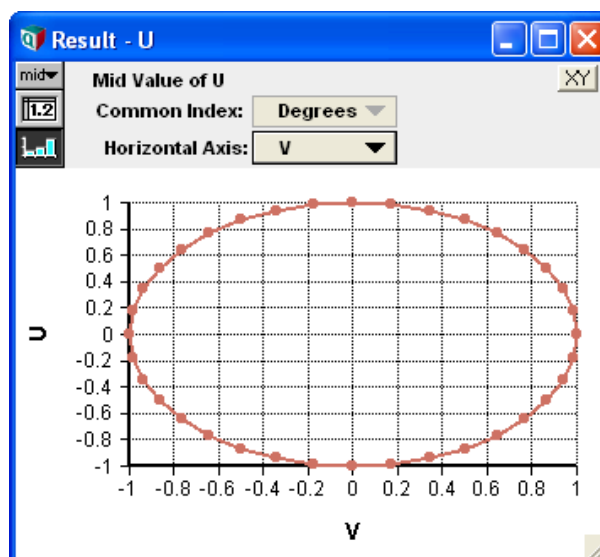 Result - U
mid
Mid Value of U
XY
1.2
Common Index: Degrees
Horizontal Axis: V
1
0.8
0.6
0.4
0.2
0
-0.2
-0.4
-0.6
-0.8
-1
U
-1 -0.8 -0.6 -0.4 -0.2 0 0.2 0.4 0.6 0.8 1
V